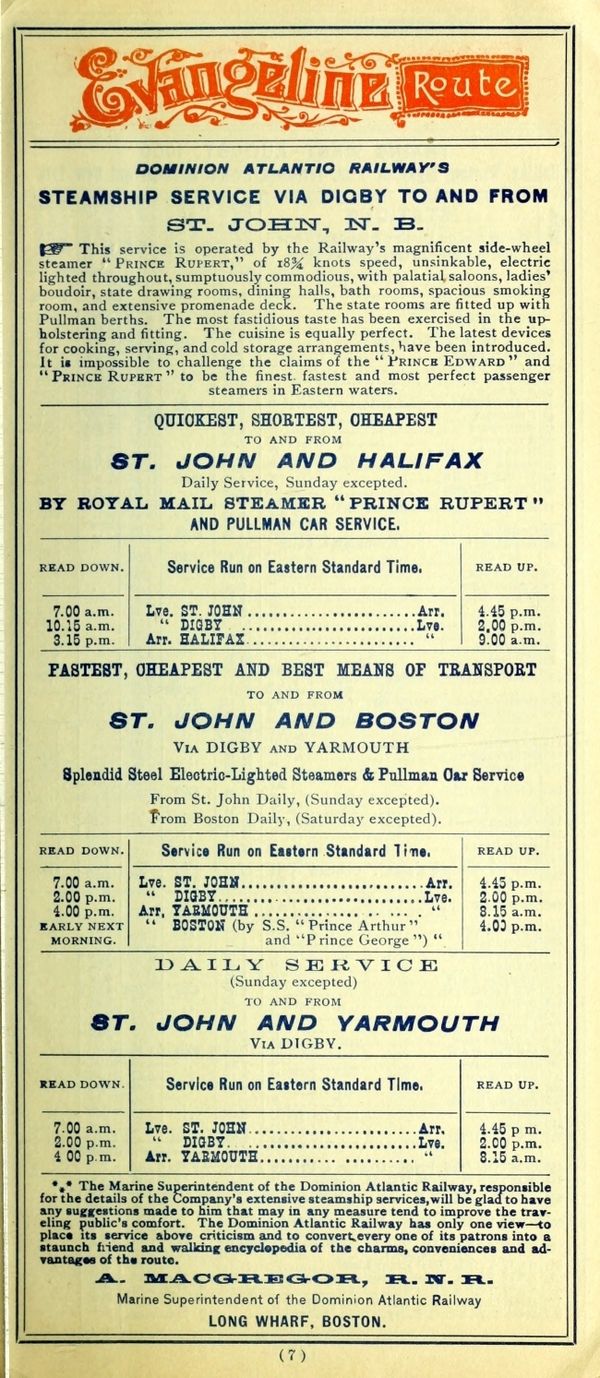 Evangeline Route
DOMINION ATLANTIC RAILWAY'S
STEAMSHIP SERVICE VIA DIGBY TO AND FROM
ST. JOHN, N. B.
☞ This service is operated by the Railway's magnificent side-wheel
steamer "PRINCE RUPERT," of 18¾ knots speed, unsinkable, electric
lighted throughout, sumptuously commodious, with palatial saloons, ladies'
boudoir, state drawing rooms, dining halls, bath rooms, spacious smoking
room, and extensive promenade deck. The state rooms are fitted up with
Pullman berths. The most fastidious taste has been exercised in the up-
holstering and fitting. The cuisine is equally perfect. The latest devices
for cooking, serving, and cold storage arrangements, have been introduced.
It is impossible to challenge the claims of the "PRINCE EDWARD" and
"PRINCE RUPERT" to be the finest. fastest and most perfect passenger
steamers in Eastern waters.
QUICKEST, SHORTEST, CHEAPEST
TO AND FROM
ST. JOHN AND HALIFAX
Daily Service, Sunday excepted.
BY ROYAL MAIL STEAMER "PRINCE RUPERT"
AND PULLMAN CAR SERVICE.
READ DOWN. Service Run on Eastern Standard Time. READ UP.
7.00 a.m. Lve. ST. JOHN ........................ Arr. 4.45 p.m.
10.15 a.m. " DIGBY ........................ Lve. 2.00 p.m.
3.15 p.m. Arr. HALIFAX ........................ " 9.00 a.m.
FASTEST, CHEAPEST AND BEST MEANS OF TRANSPORT
TO AND FROM
ST. JOHN AND BOSTON
VIA DIGBY AND YARMOUTH
Splendid Steel Electric-Lighted Steamers & Pullman Car Service
From St. John Daily, (Sunday excepted).
From Boston Daily, (Saturday excepted).
READ DOWN. Service Run on Eastern Standard Time. READ UP.
7.00 a.m. Lve. ST. JOHN ........................ Arr. 4.45 p.m.
2.00 p.m. " DIGBY ........................ Lve. 2.00 p.m.
4.00 p.m. Arr. YARMOUTH ........................ " 8.15 a.m.
EARLY NEXT " BOSTON (by S.S. "Prince Arthur" 4.00 p.m.
MORNING. and "Prince George") "
DAILY SERVICE
(Sunday excepted)
TO AND FROM
ST. JOHN AND YARMOUTH
VIA DIGBY.
READ DOWN. Service Run on Eastern Standard Time. READ UP.
7.00 a.m. Lve. ST. JOHN ........................ Arr. 4.45 p m.
2.00 p.m. " DIGBY ........................ Lve. 2.00 p.m.
4 00 p.m. Arr. YARMOUTH ........................ " 8.15 a.m.
*⁎* The Marine Superintendent of the Dominion Atlantic Railway, responsible
for the details of the Company's extensive steamship services, will be glad to have
any suggestions made to him that may in any measure tend to improve the trav-
eling public's comfort. The Dominion Atlantic Railway has only one view—to
place its service above criticism and to convert every one of its patrons into a
staunch friend and walking encyclopedia of the charms, conveniences and ad-
vantages of the route.
A. MACGREGOR, R. N. R.
Marine Superintendent of the Dominion Atlantic Railway
LONG WHARF, BOSTON.
(7)